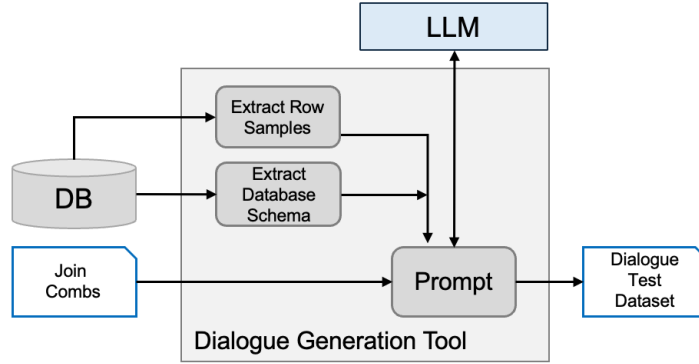 LLM
Extract Row
Samples
Extract
Database
Schema
DB
Join
Combs
Prompt
Dialogue
Test
Dataset
Dialogue Generation Tool